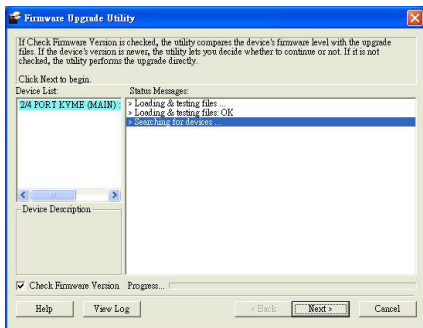 Firmware Upgrade Utility
If Check Firmware Version is checked, the utility compares the device's firmware level with the upgrade
files. If the device's version is newer, the utility lets you decide whether to continue or not. If it is not
checked, the utility performs the upgrade directly.
Click Next to begin.
Device List: Status Messages:
2/4 PORT KVME (MAIN) : > Loading & testing files ...
> Loading & testing files: OK
> Searching for devices ...
Device Description
Check Firmware Version Progress...
Help View Log < Back Next > Cancel